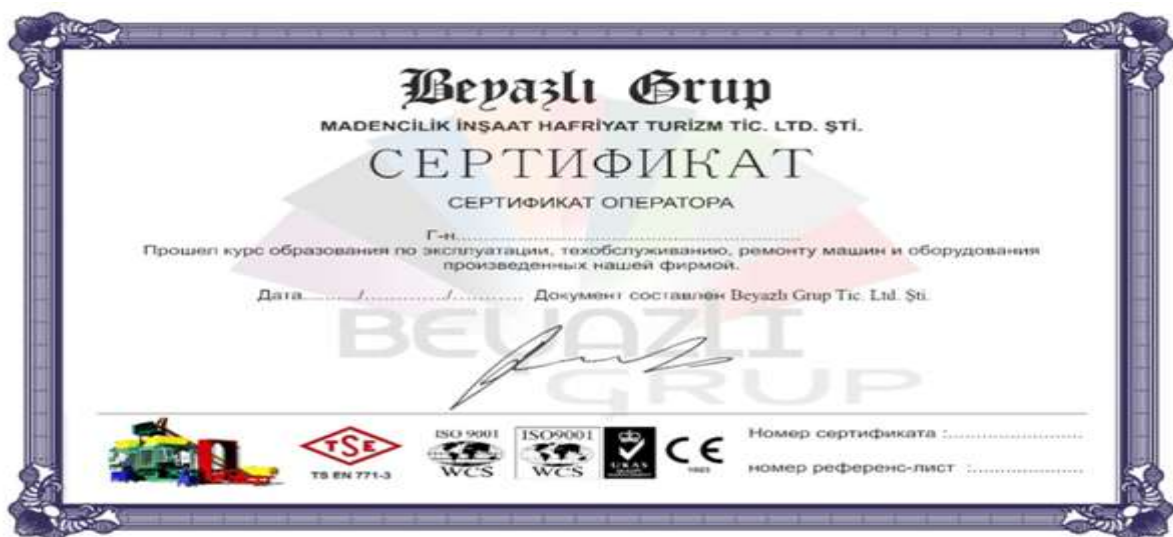 Beyazlı Grup
MADENCİLİK İNŞAAT HAFRİYAT TURİZM TİC. LTD. ŞTİ.
СЕРТИФИКАТ
СЕРТИФИКАТ ОПЕРАТОРА
Г-н..............................................................
Прошел курс образования по эксплуатации, техобслуживанию, ремонту машин и оборудования
произведенных нашей фирмой.
Дата........../............../............ Документ составлен Beyazlı Grup Tic. Ltd. Şti.
BEYAZLI
GRUP
TSE
TS EN 771-3
ISO 9001
WCS
ISO9001
WCS
UKAS
CE
Номер сертификата :........................
номер референс-лист :....................